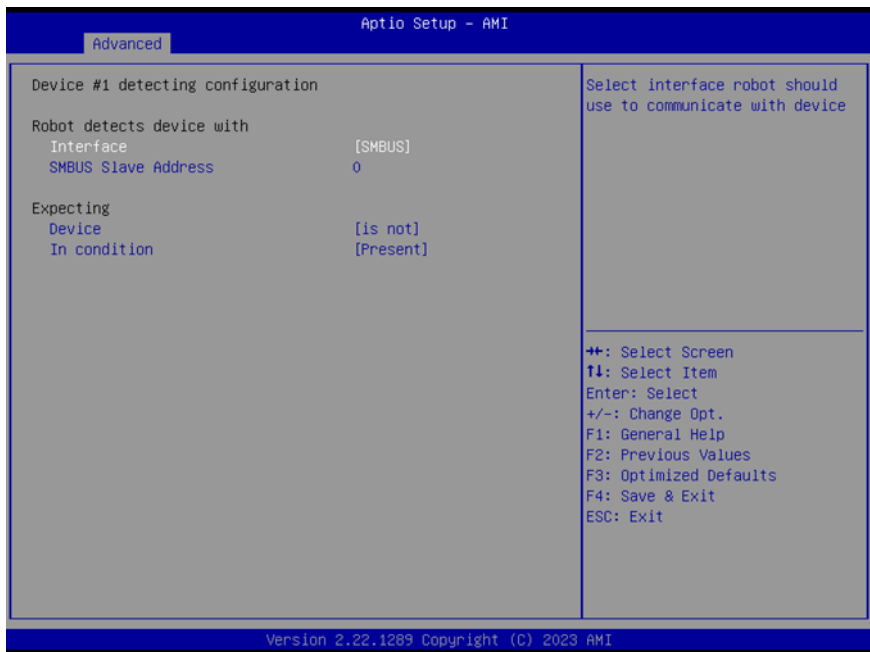 Aptio Setup - AMI
Advanced
Device #1 detecting configuration
Robot detects device with
Interface [SMBUS]
SMBUS Slave Address 0
Expecting
Device [is not]
In condition [Present]
Select interface robot should
use to communicate with device
→←: Select Screen
↑↓: Select Item
Enter: Select
+/-: Change Opt.
F1: General Help
F2: Previous Values
F3: Optimized Defaults
F4: Save & Exit
ESC: Exit
Version 2.22.1289 Copyright (C) 2023 AMI